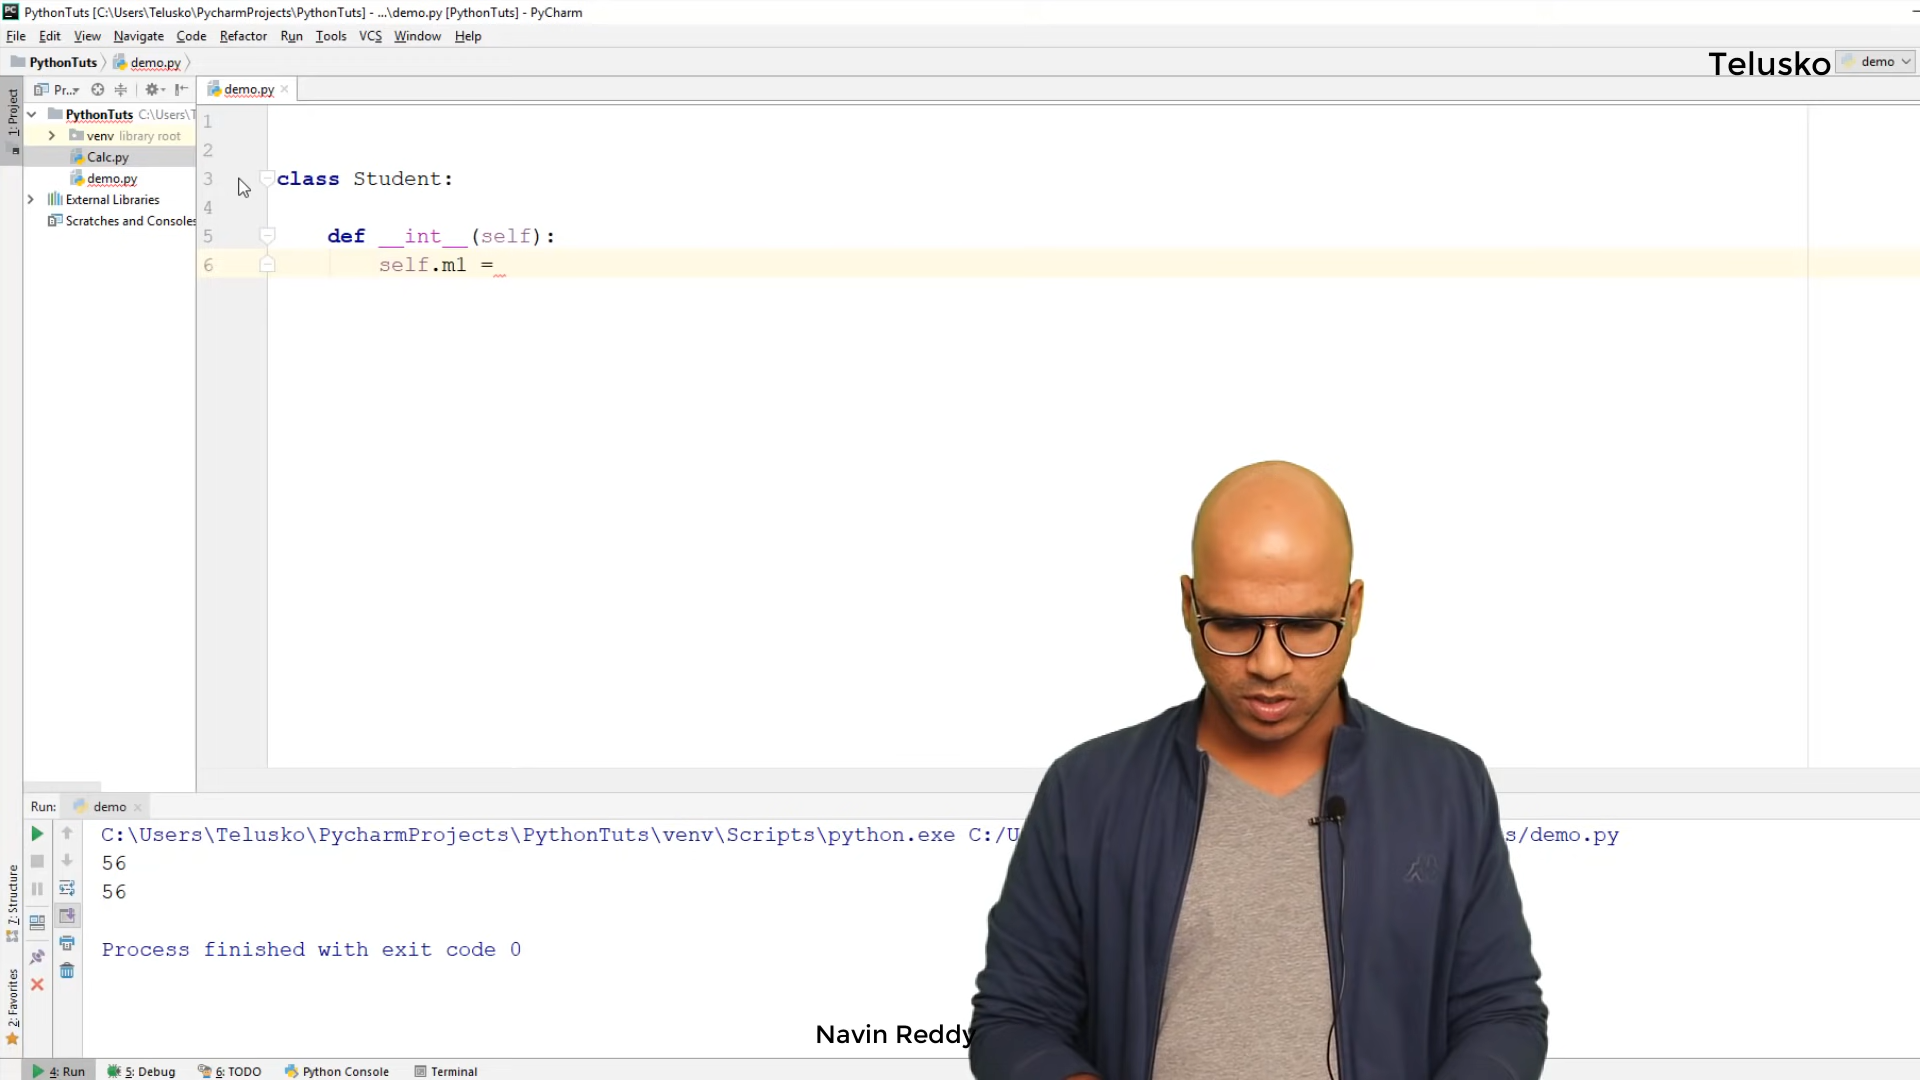 PythonTuts [C:\Users\Telusko\PycharmProjects\PythonTuts] - ...\demo.py [PythonTuts] - PyCharm
File Edit View Navigate Code Refactor Run Tools VCS Window Help
PythonTuts demo.py
Telusko
demo
1: Project
Pr...
demo.py
PythonTuts C:\Users\T
venv library root
Calc.py
demo.py
External Libraries
Scratches and Consoles
1
2
3 class Student:
4
5 def __int__(self):
6 self.m1 =
Run: demo
C:\Users\Telusko\PycharmProjects\PythonTuts\venv\Scripts\python.exe C:/U s/demo.py
56
56
Process finished with exit code 0
7: Structure
2: Favorites
Navin Reddy
4: Run 5: Debug 6: TODO Python Console Terminal